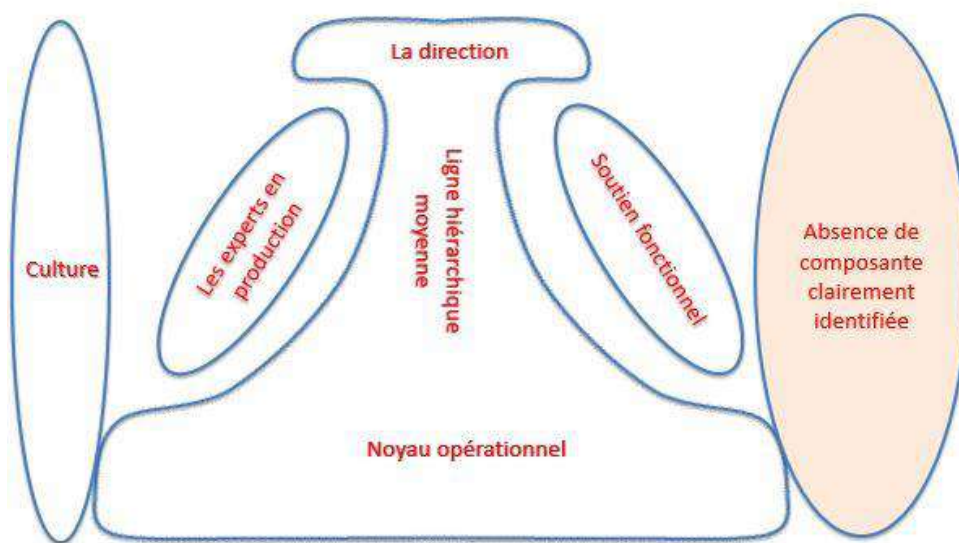 La direction
Culture
Les experts en
production
Ligne hiérarchique
moyenne
Soutien fonctionnel
Absence de
composante
clairement
identifiée
Noyau opérationnel